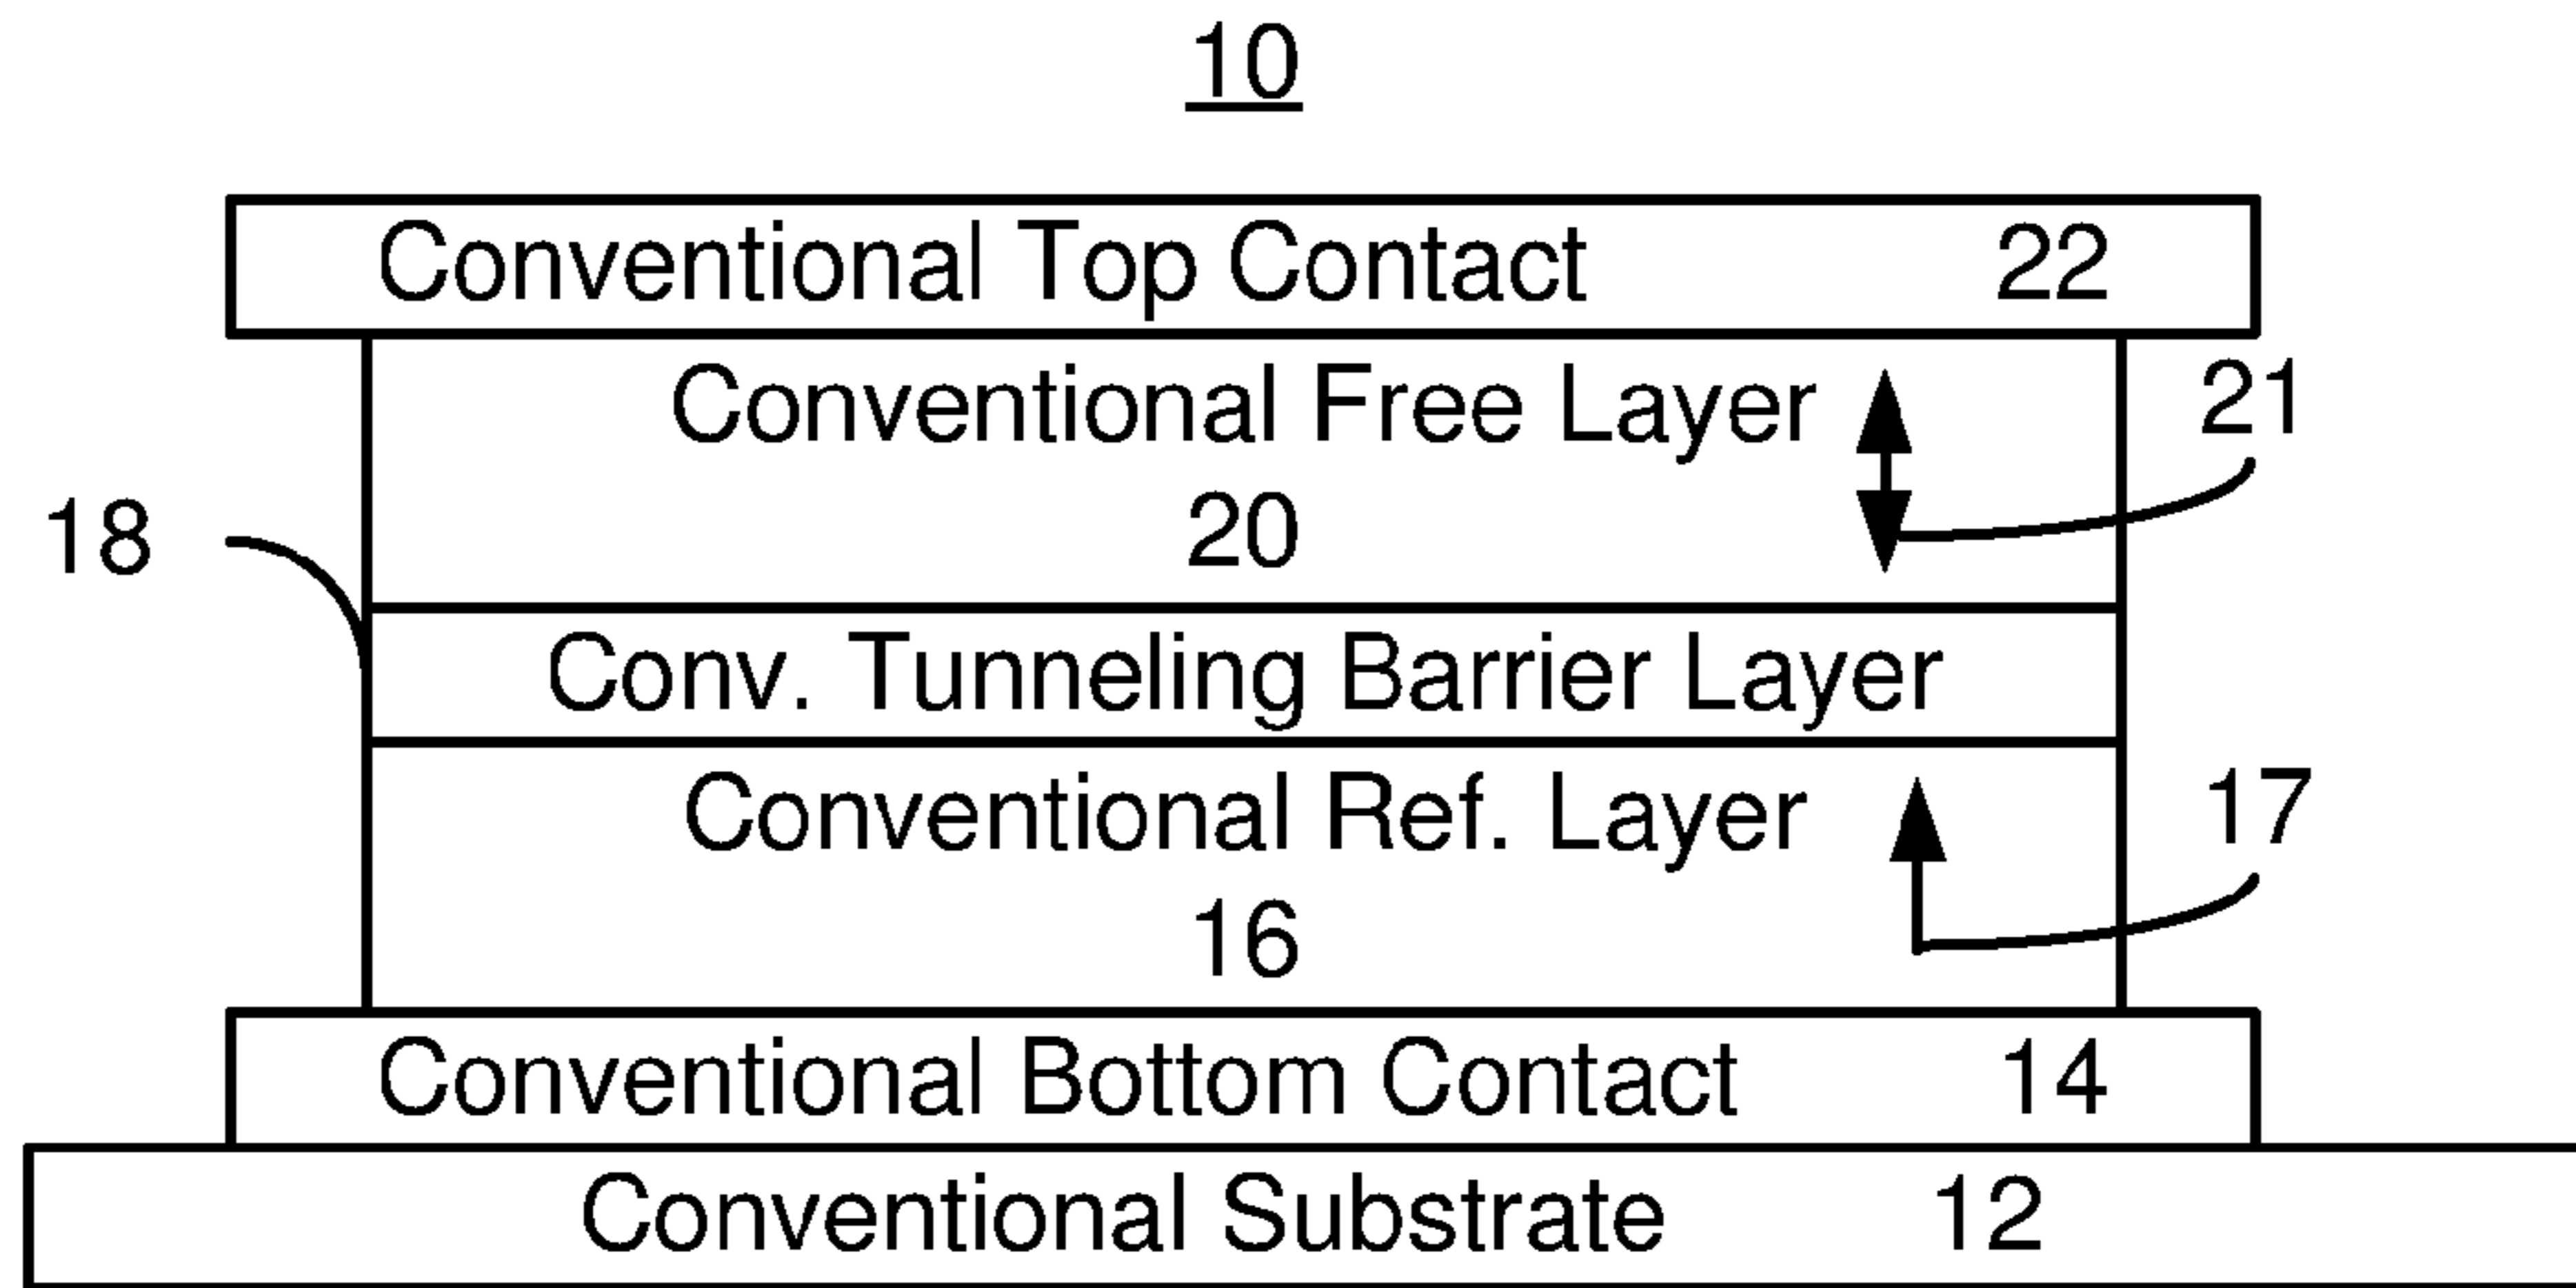 10
Conventional Top Contact 22
Conventional Free Layer
21
20
18
Conv. Tunneling Barrier Layer
Conventional Ref. Layer
17
16
Conventional Bottom Contact 14
Conventional Substrate 12